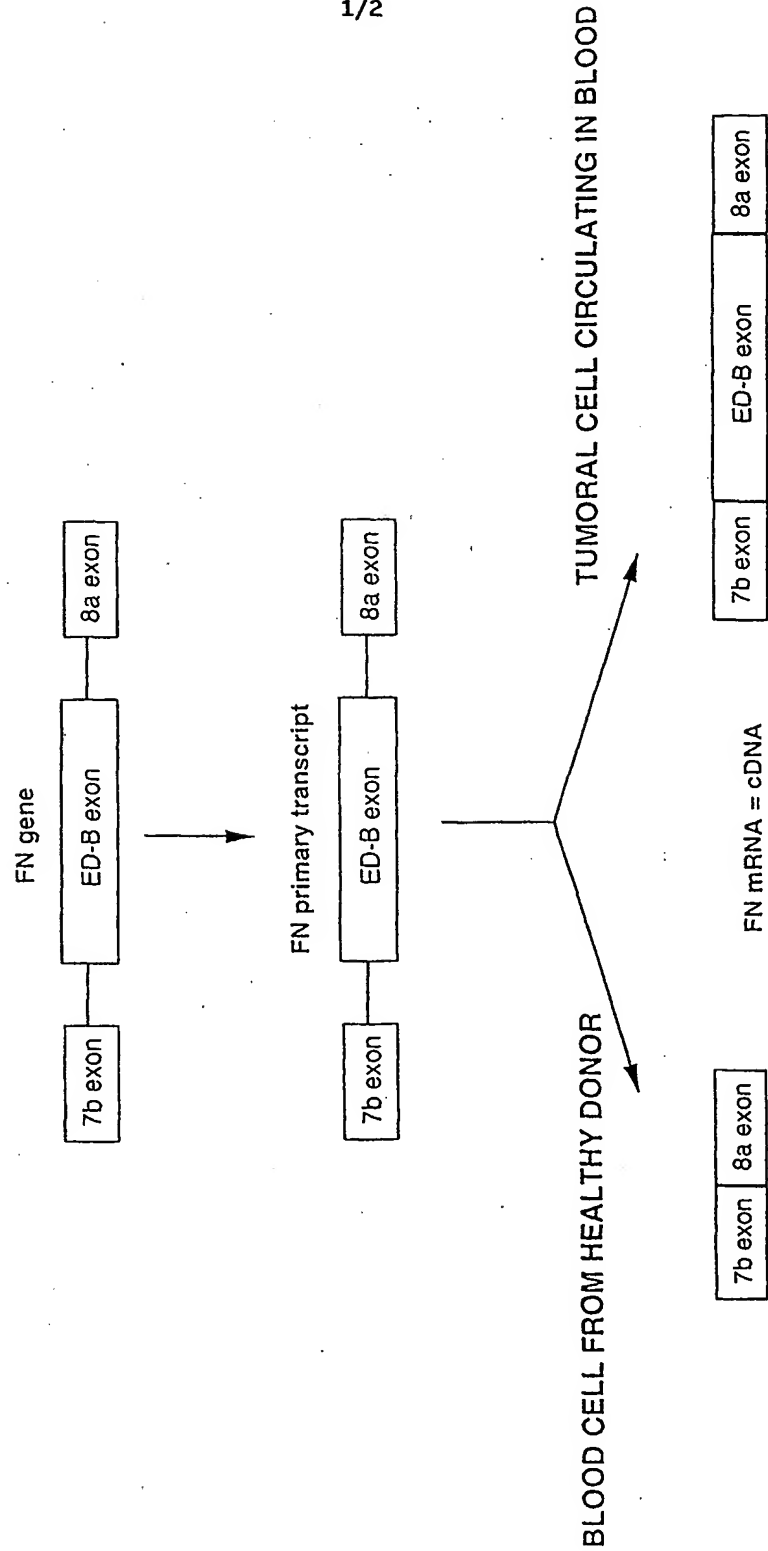 1/2
FN gene
7b exon
ED-B exon
8a exon
FN primary transcript
7b exon
ED-B exon
8a exon
BLOOD CELL FROM HEALTHY DONOR
TUMORAL CELL CIRCULATING IN BLOOD
7b exon
8a exon
FN mRNA = cDNA
7b exon
ED-B exon
8a exon